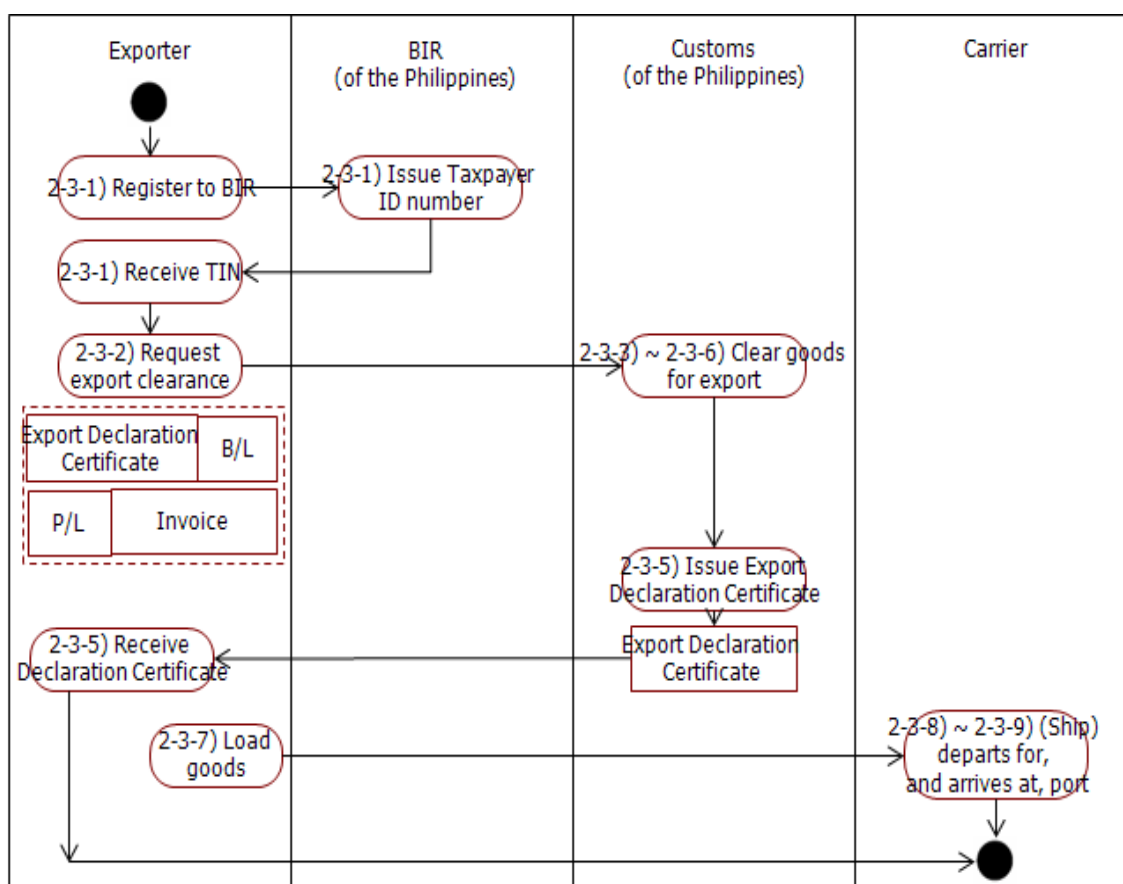 Exporter
BIR
(of the Philippines)
Customs
(of the Philippines)
Carrier
2-3-1) Register to BIR
2-3-1) Issue Taxpayer
ID number
2-3-1) Receive TIN
2-3-2) Request
export clearance
2-3-3) ~ 2-3-6) Clear goods
for export
Export Declaration
Certificate
B/L
P/L
Invoice
2-3-5) Issue Export
Declaration Certificate
Export Declaration
Certificate
2-3-5) Receive
Declaration Certificate
2-3-7) Load
goods
2-3-8) ~ 2-3-9) (Ship)
departs for,
and arrives at, port